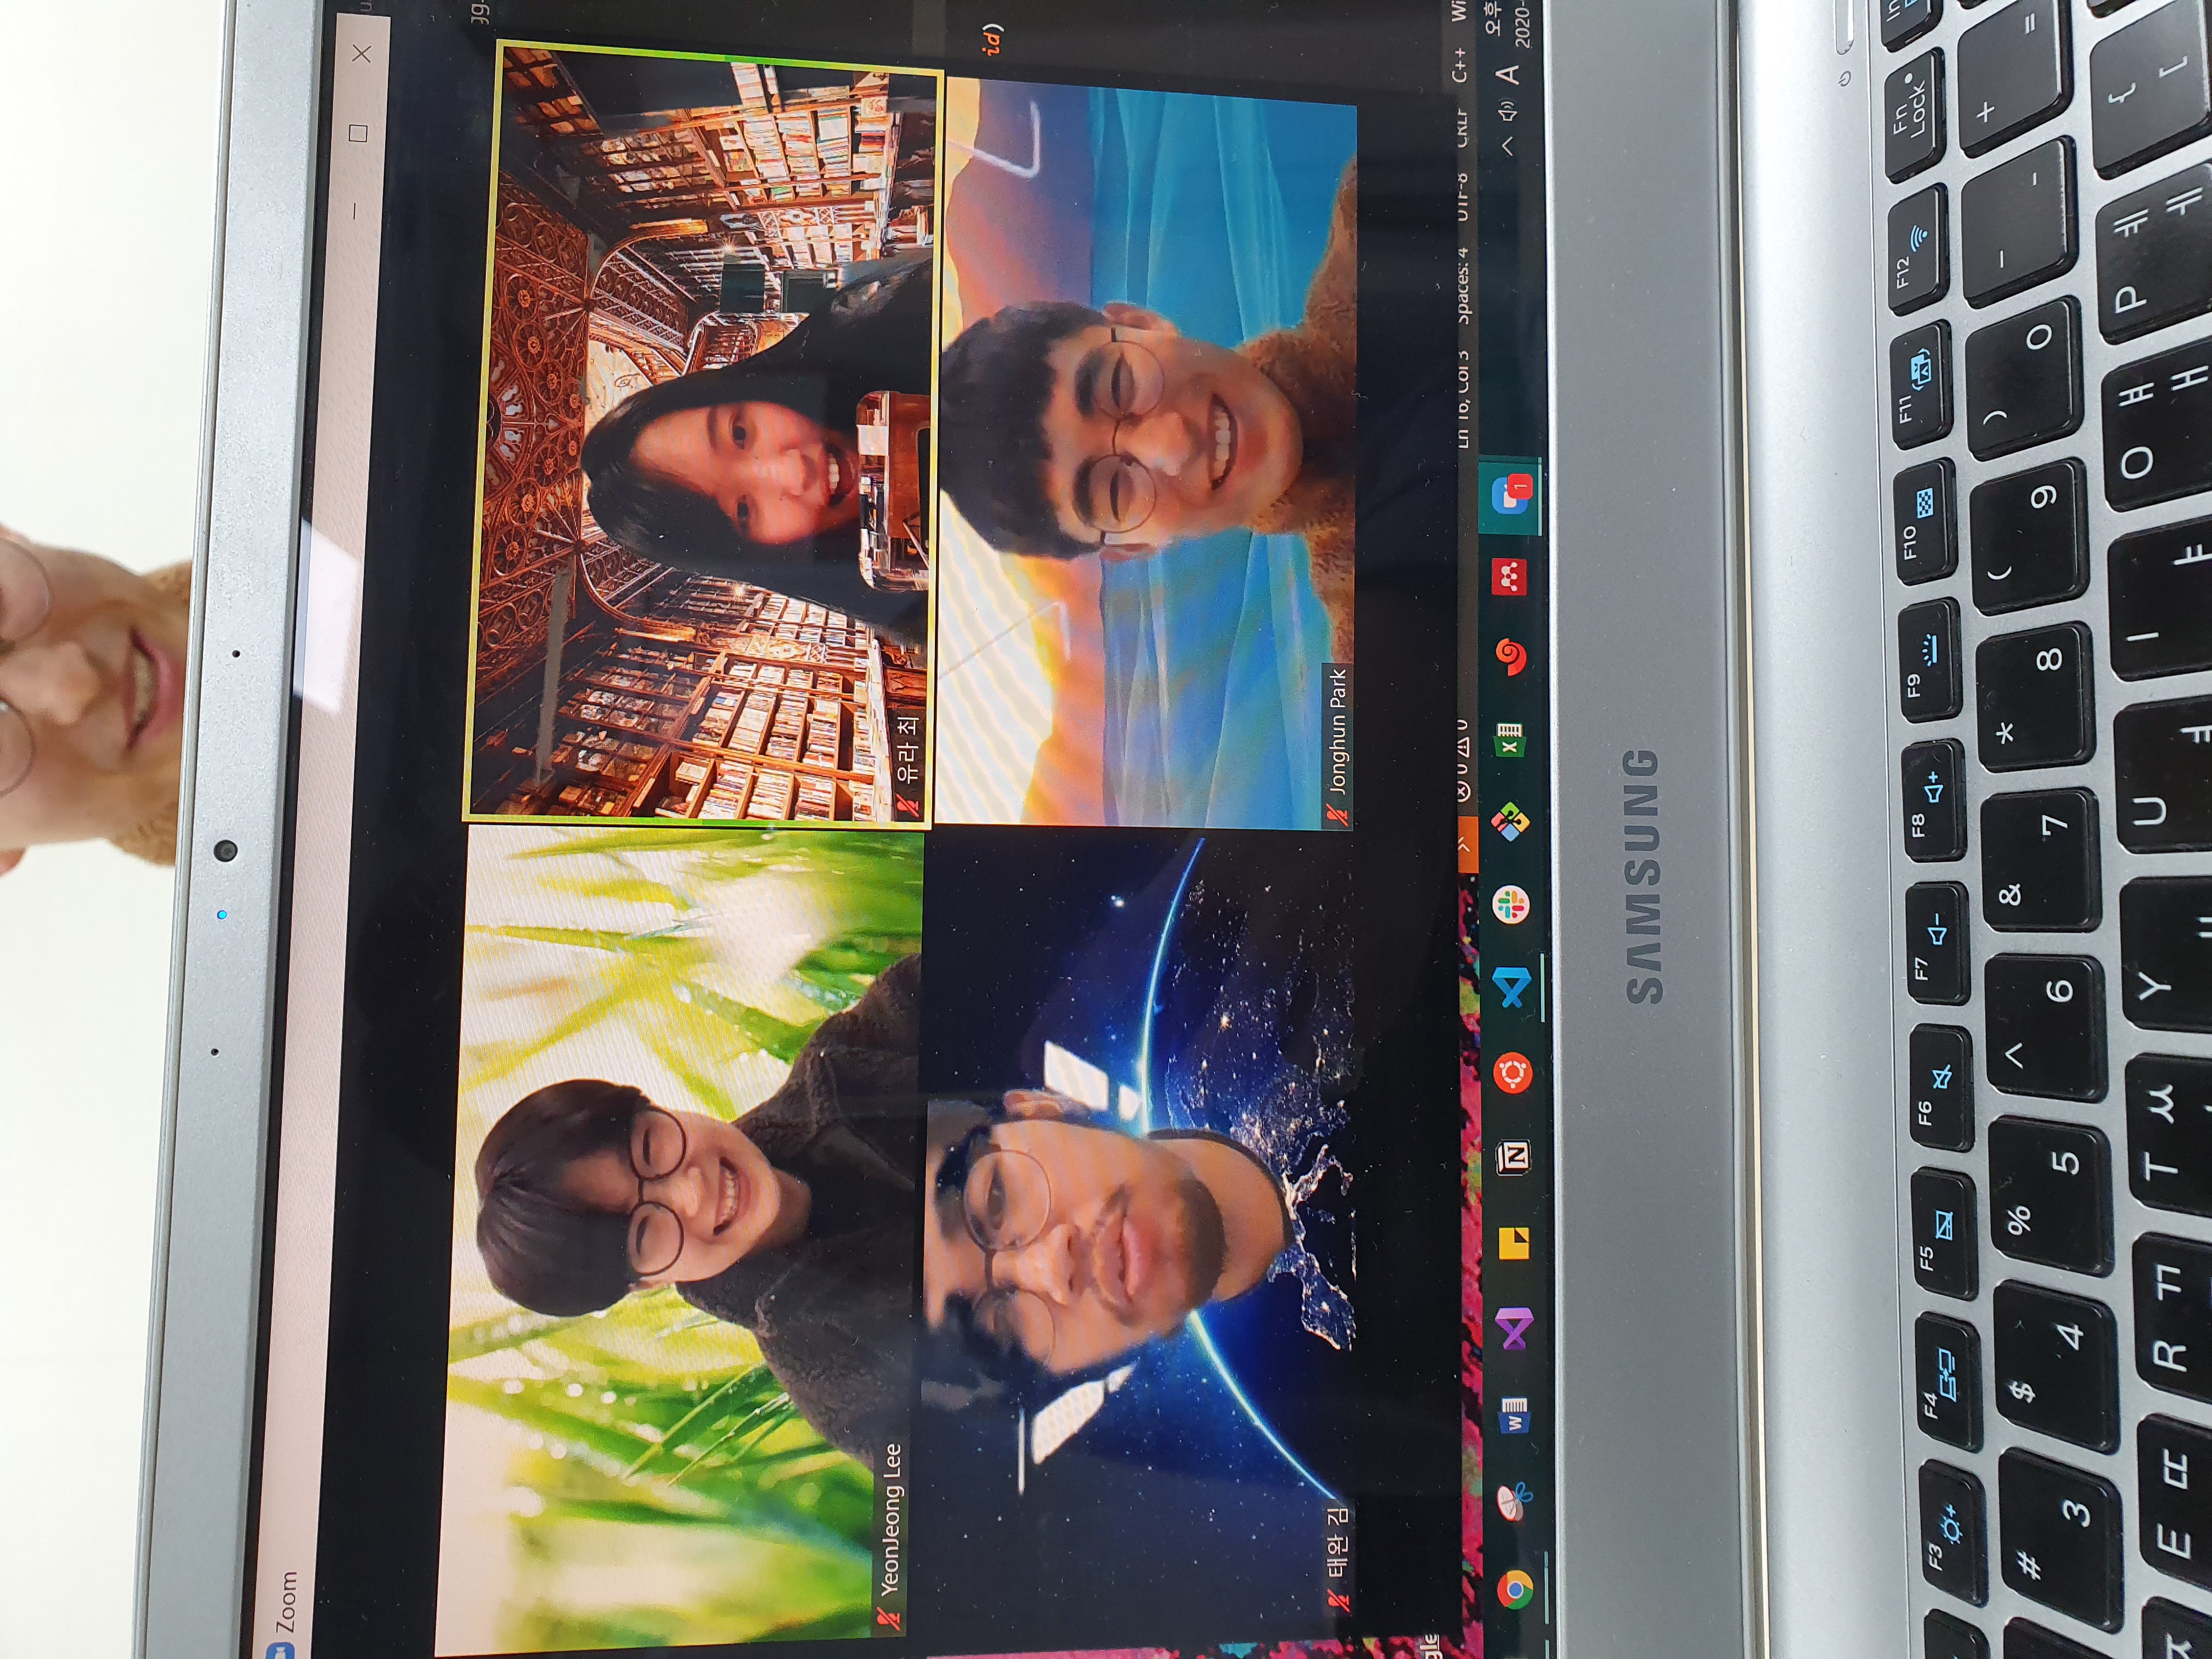 Zoom
YeonJeong Lee
유라 최
id)
태완 김
Jonghun Park
0 0
Ln 16, Col 3 Spaces: 4 UTF-8 CRLF C++
A
오후
2020-
SAMSUNG
F3 F4 F5 F6 F7 F8 F9 F10 F11 F12 Fn Lock
# 3 $ 4 % 5 ^ 6 & 7 * 8 ( 9 ) 0 - - + =
E ㄸ R ㄲ T ㅆ Y U I O ㅒ ㅐ P ㅖ ㅔ { [